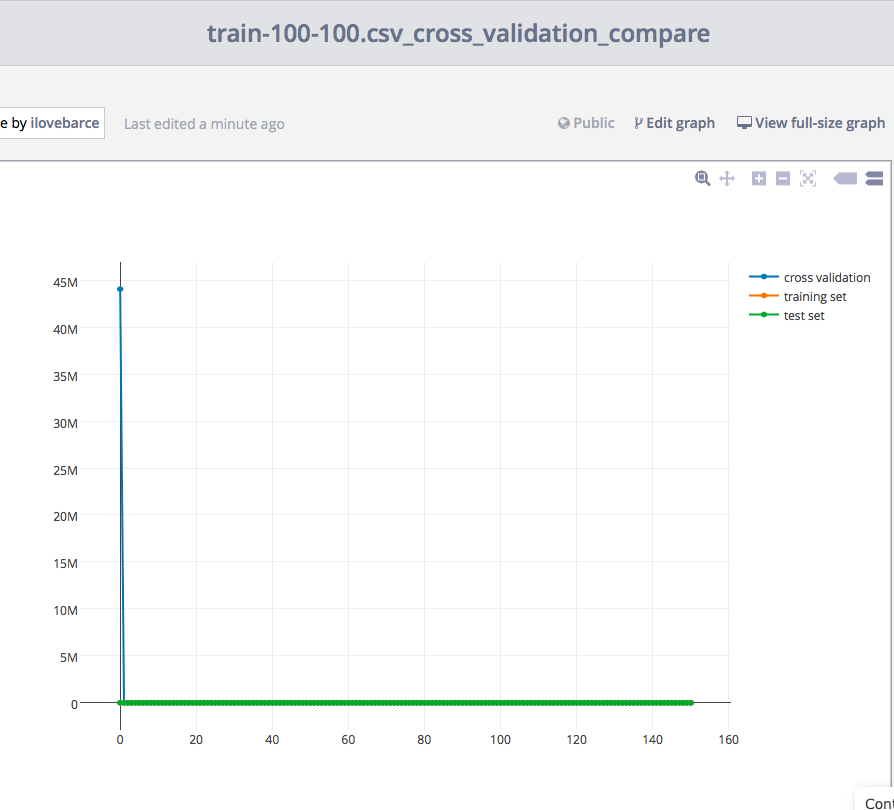 train-100-100.csv_cross_validation_compare
e by ilovebarce Last edited a minute ago Public Edit graph View full-size graph
cross validation
training set
test set
45M
40M
35M
30M
25M
20M
15M
10M
5M
0
0 20 40 60 80 100 120 140 160
Cont